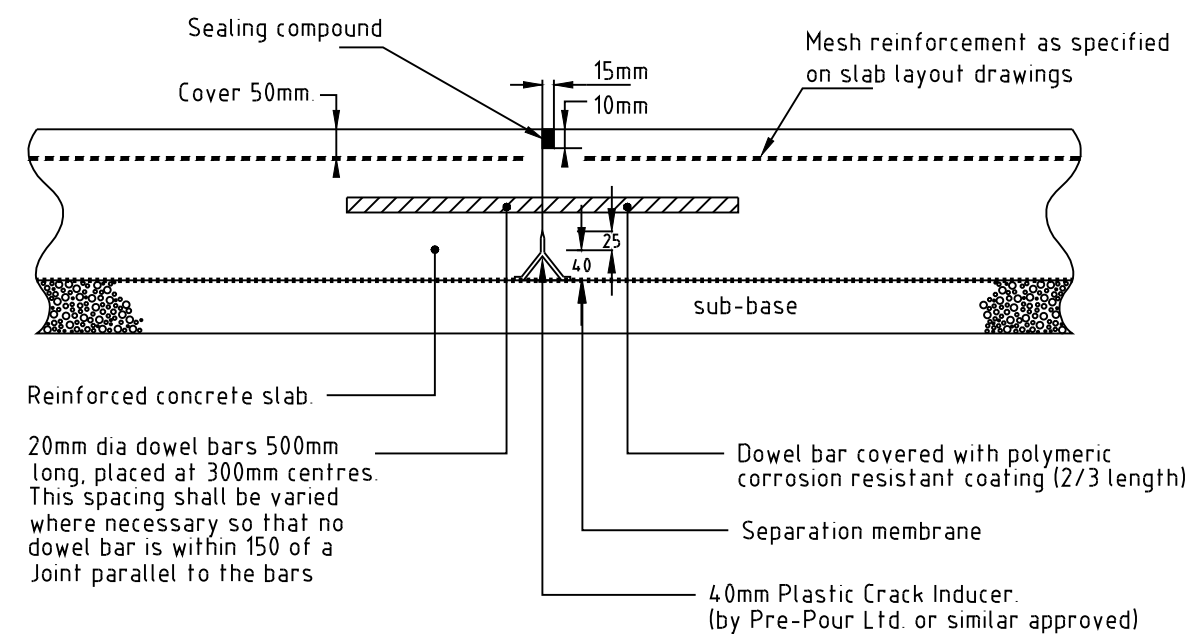 Sealing compound
Mesh reinforcement as specified
on slab layout drawings
15mm
Cover 50mm.
10mm
25
40
sub-base
Reinforced concrete slab.
20mm dia dowel bars 500mm
long, placed at 300mm centres.
This spacing shall be varied
where necessary so that no
dowel bar is within 150 of a
Joint parallel to the bars
Dowel bar covered with polymeric
corrosion resistant coating (2/3 length)
Separation membrane
40mm Plastic Crack Inducer.
(by Pre-Pour Ltd. or similar approved)